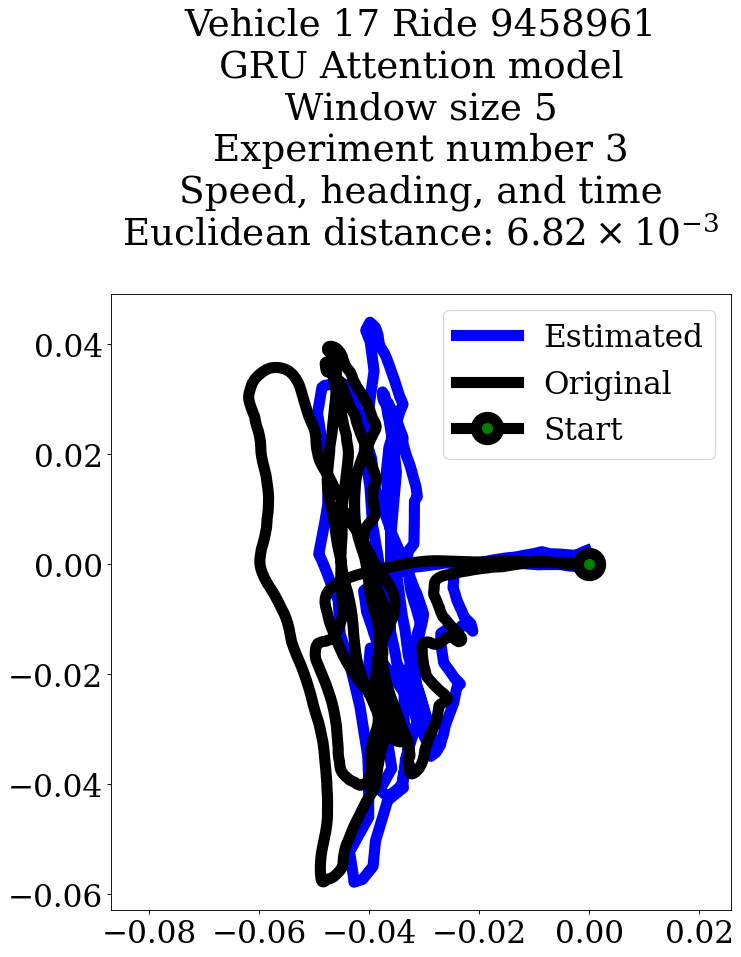 Vehicle 17 Ride 9458961
GRU Attention model
Window size 5
Experiment number 3
Speed, heading, and time
Euclidean distance: 6.82 × 10⁻³
Estimated
Original
Start
0.04
0.02
0.00
−0.02
−0.04
−0.06
−0.08 −0.06 −0.04 −0.02 0.00 0.02